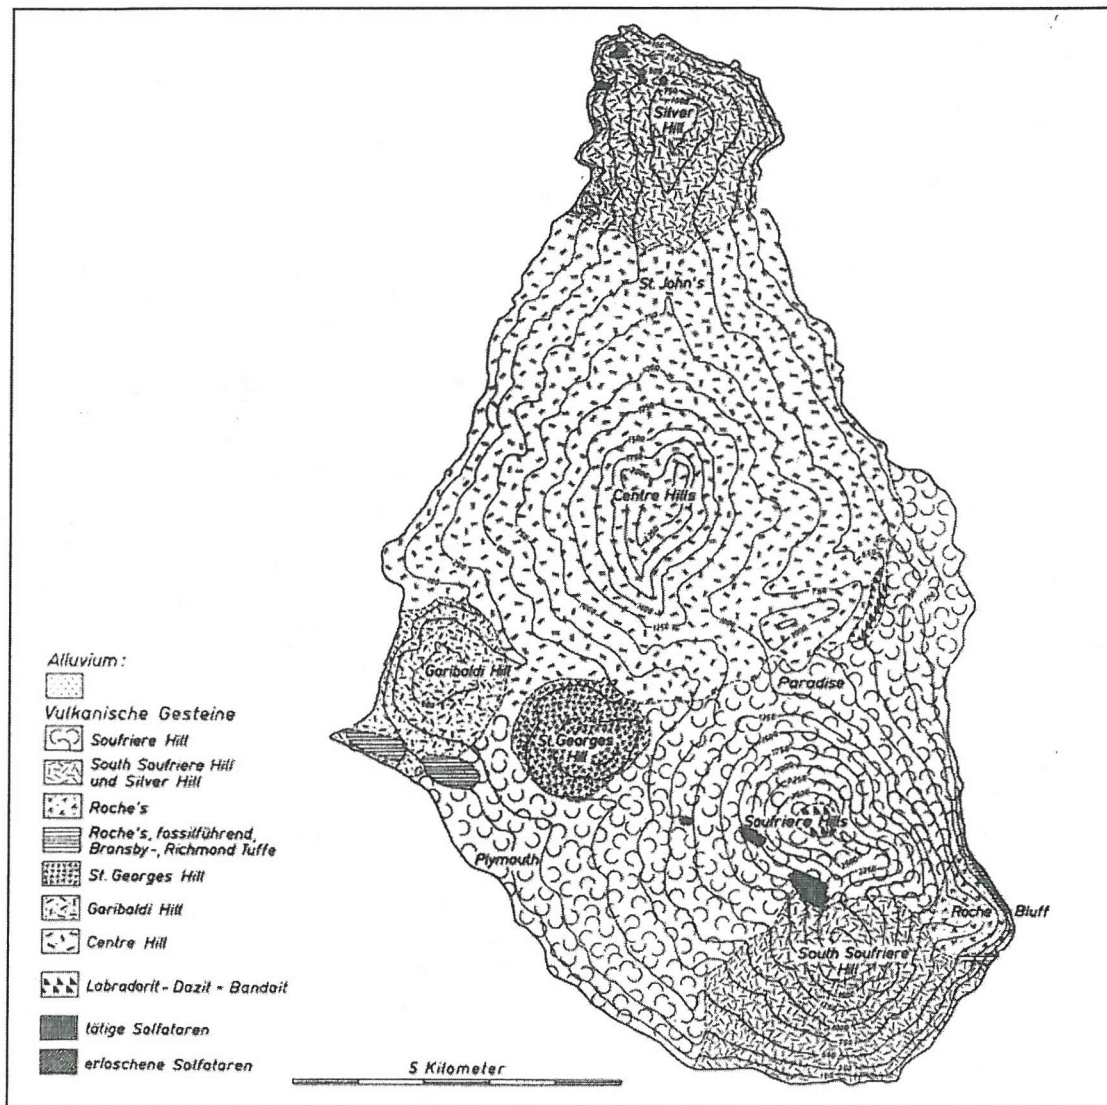 Silver
Hill
St. John's
Centre Hills
Garibaldi Hill
St. Georges
Hill
Paradise
Soufriere Hills
Plymouth
Roche Bluff
South Soufriere
Hill
Alluvium:
Vulkanische Gesteine
Soufriere Hill
South Soufriere Hill
und Silver Hill
Roche's
Roche's, fossilführend,
Bransby-, Richmond Tuffe
St. Georges Hill
Garibaldi Hill
Centre Hill
Labradorit - Dazit - Bandait
tätige Solfataren
erloschene Solfataren
5 Kilometer